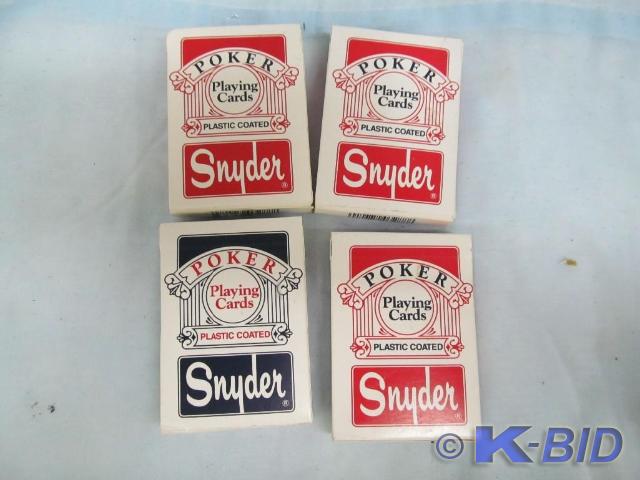 POKER
Playing
Cards
PLASTIC COATED
Snyder®
POKER
Playing
Cards
PLASTIC COATED
Snyder®
POKER
Playing
Cards
PLASTIC COATED
Snyder®
POKER
Playing
Cards
PLASTIC COATED
Snyder®
© K-BID